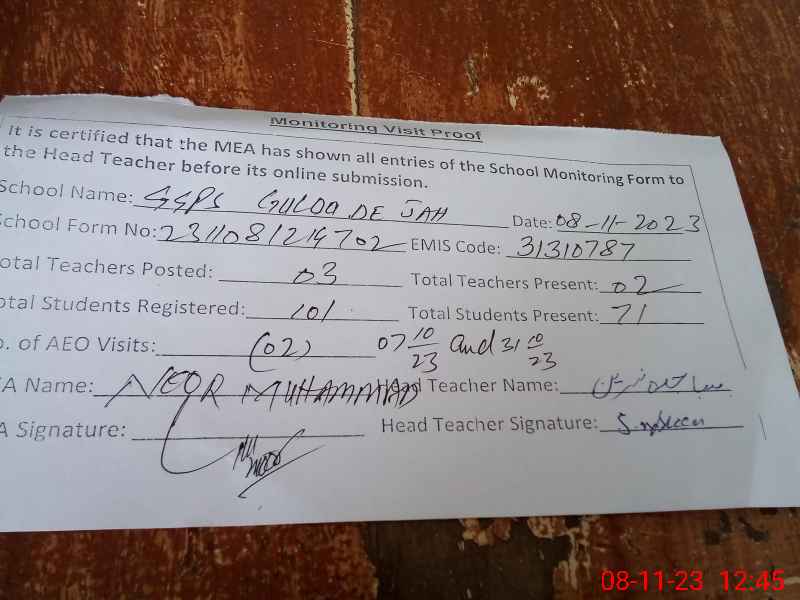 Monitoring Visit Proof
It is certified that the MEA has shown all entries of the School Monitoring Form to
the Head Teacher before its online submission.
School Name: GGPS GULOO DE JAH Date: 08-11-2023
School Form No: 2311081214702 EMIS Code: 31310787
otal Teachers Posted: 03 Total Teachers Present: 02
otal Students Registered: 101 Total Students Present: 71
o. of AEO Visits: (02) 07 10/23 and 31 10/23
EA Name: NEOR MUHAMMAD Head Teacher Name:
A Signature: Head Teacher Signature:
08-11-23 12:45